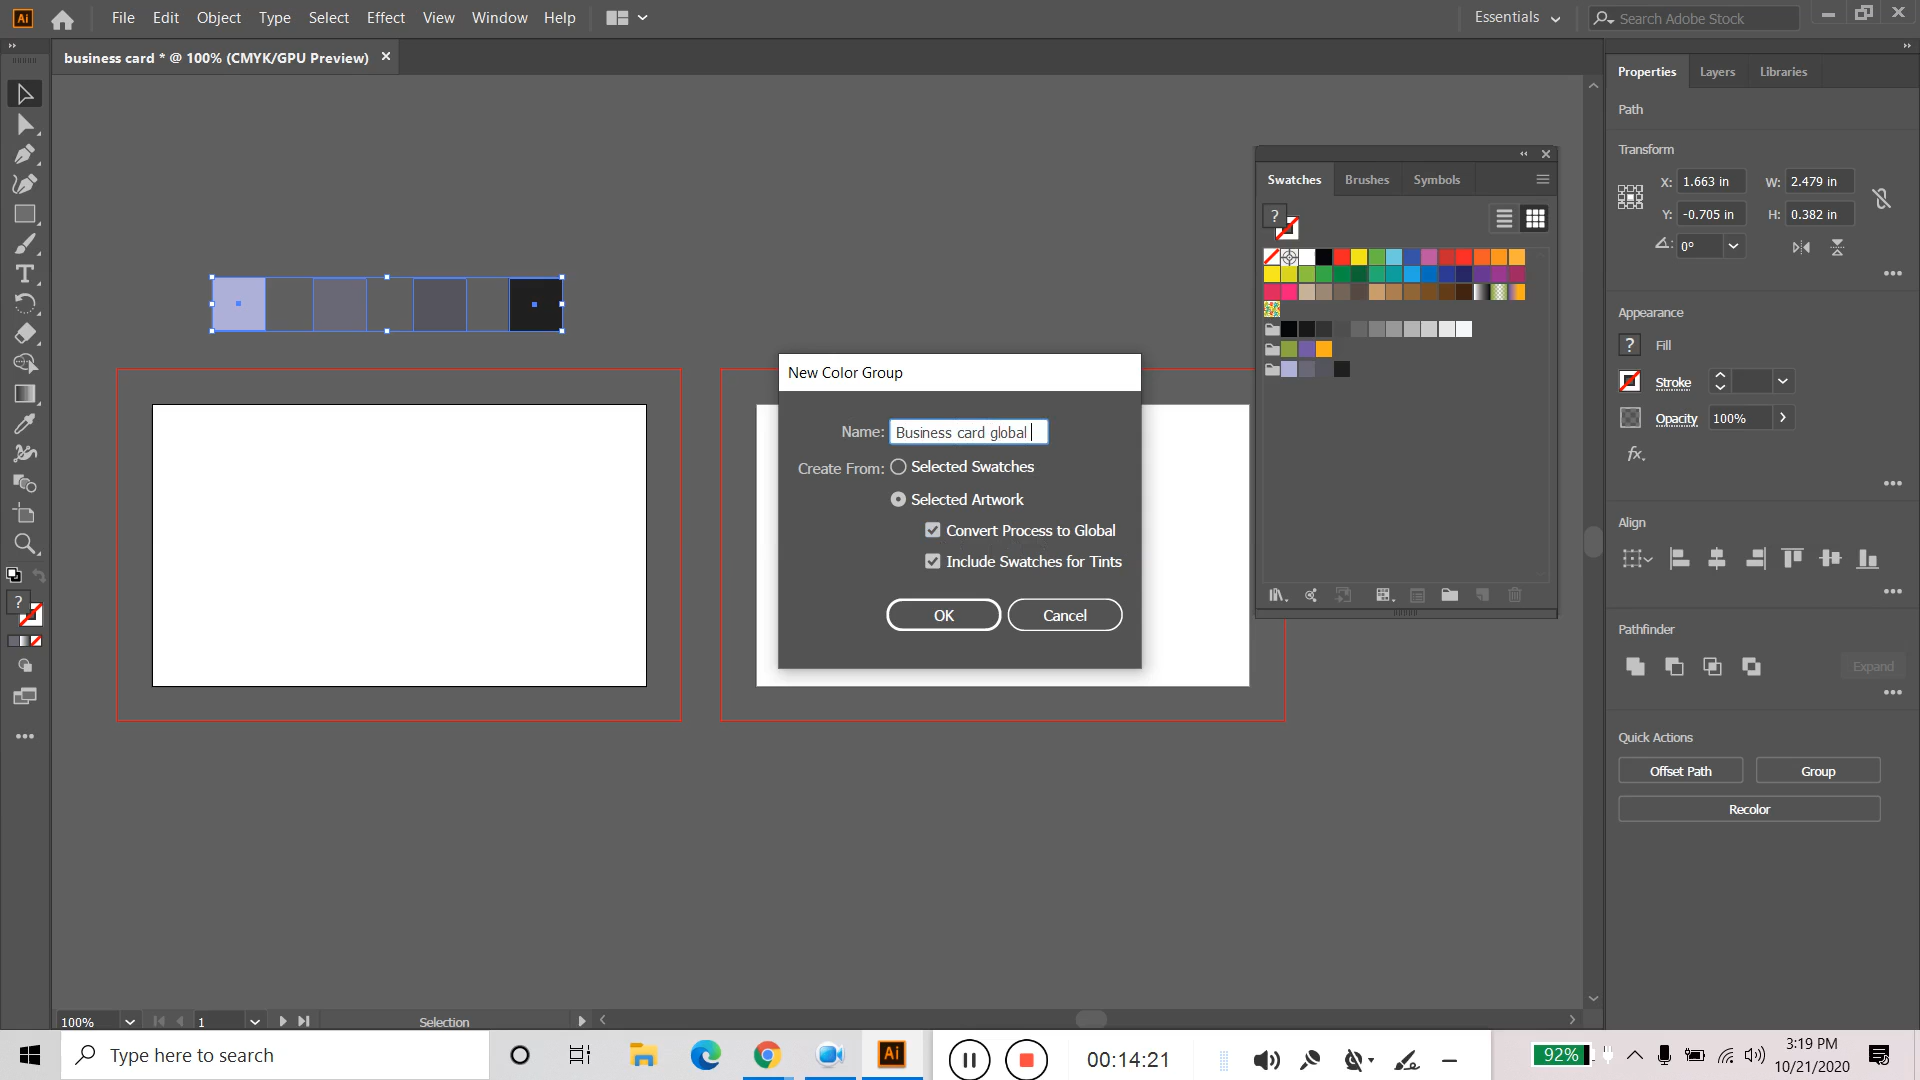 Ai File Edit Object Type Select Effect View Window Help Essentials Search Adobe Stock
business card * @ 100% (CMYK/GPU Preview) ×
Properties Layers Libraries
Path
Transform
X: 1.663 in W: 2.479 in
Y: -0.705 in H: 0.382 in
0°
Swatches Brushes Symbols
?
Appearance
? Fill
Stroke
Opacity 100%
fx.
New Color Group
Name: Business card global
Create From: Selected Swatches
Selected Artwork
Convert Process to Global
Include Swatches for Tints
OK Cancel
Align
Pathfinder
Expand
Quick Actions
Offset Path Group
Recolor
?
100% 1 Selection
Type here to search
Ai
00:14:21
92%
3:19 PM
10/21/2020